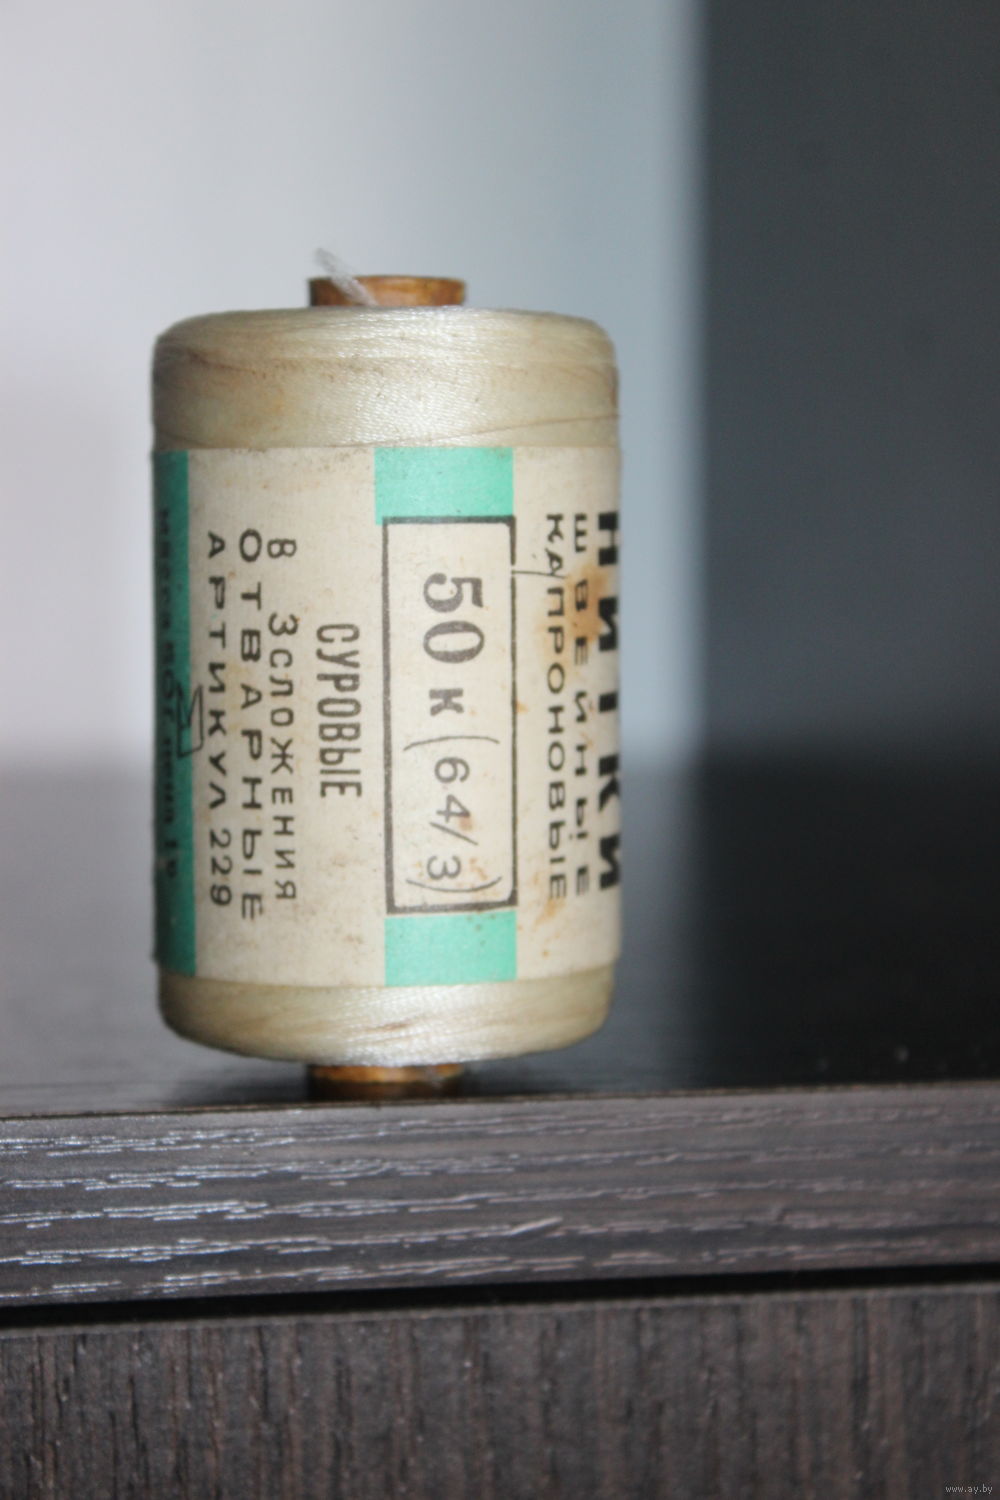 НИТКИ
ШВЕЙНЫЕ
КАПРОНОВЫЕ
50 к (64/3)
СУРОВЫЕ
В 3 СЛОЖЕНИЯ
ОТВАРНЫЕ
АРТИКУЛ 229
www.ay.by